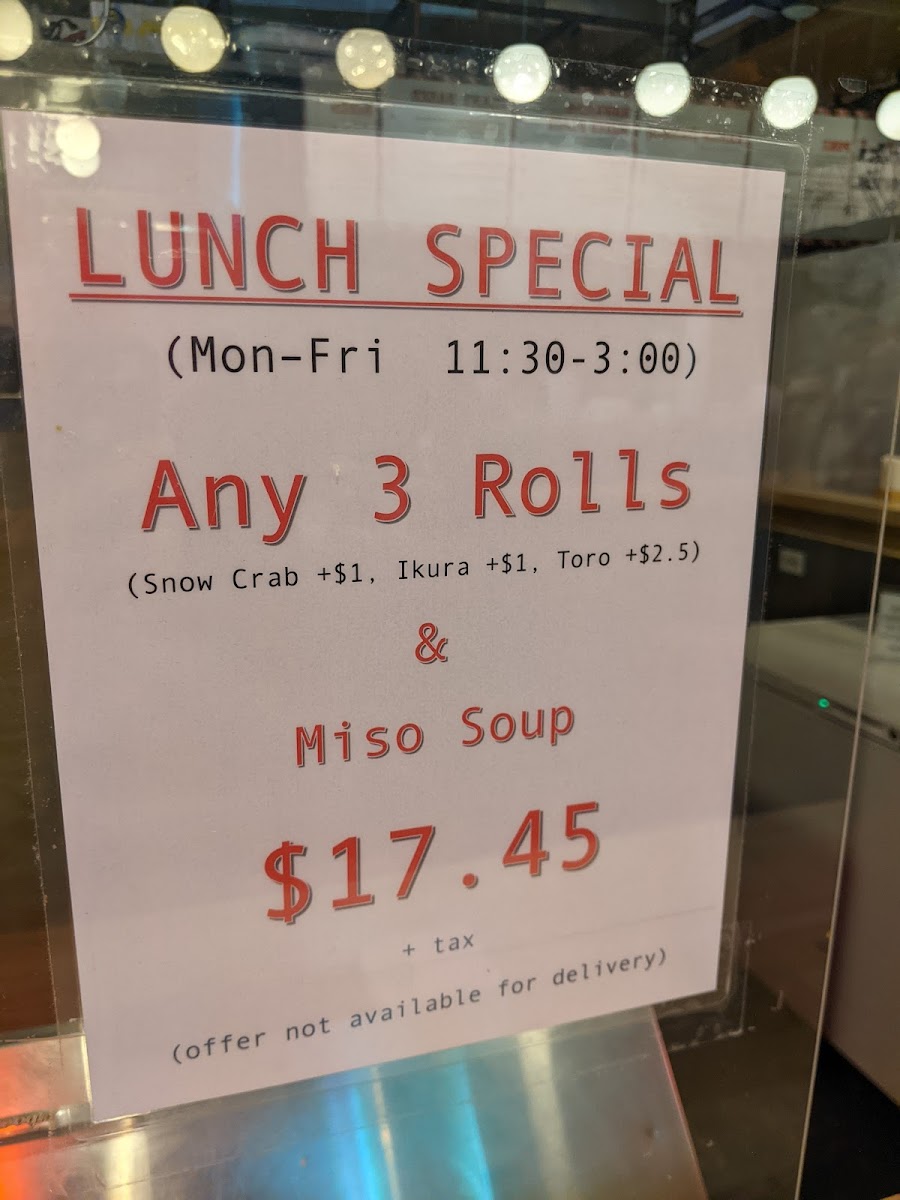 LUNCH SPECIAL
(Mon-Fri 11:30-3:00)
Any 3 Rolls
(Snow Crab +$1, Ikura +$1, Toro +$2.5)
&
Miso Soup
$17.45
+ tax
(offer not available for delivery)